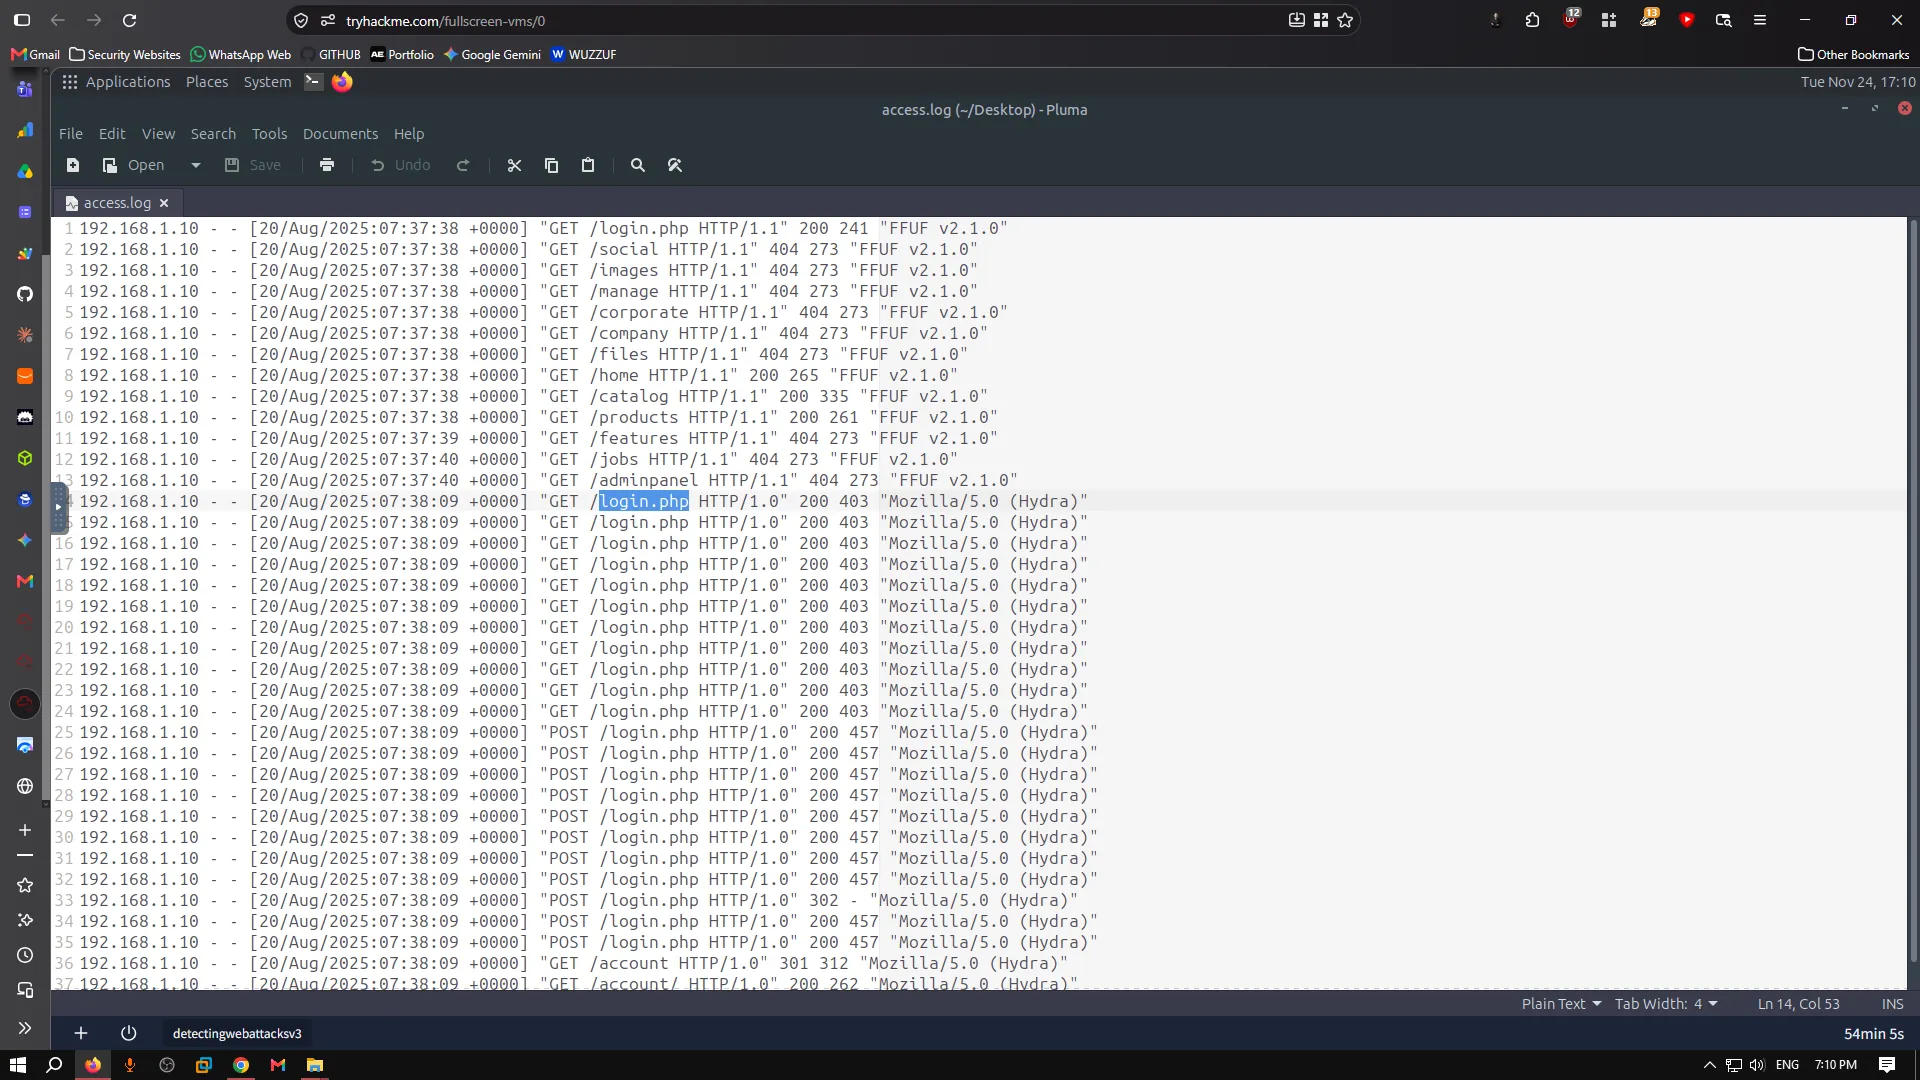 tryhackme.com/fullscreen-vms/0
12
13
Gmail
Security Websites
WhatsApp Web
GITHUB
AE Portfolio
Google Gemini
W WUZZUF
Other Bookmarks
Applications Places System
Tue Nov 24, 17:10
access.log (~/Desktop) - Pluma
File Edit View Search Tools Documents Help
Open Save Undo
access.log
1 192.168.1.10 - - [20/Aug/2025:07:37:38 +0000] "GET /login.php HTTP/1.1" 200 241 "FFUF v2.1.0"
2 192.168.1.10 - - [20/Aug/2025:07:37:38 +0000] "GET /social HTTP/1.1" 404 273 "FFUF v2.1.0"
3 192.168.1.10 - - [20/Aug/2025:07:37:38 +0000] "GET /images HTTP/1.1" 404 273 "FFUF v2.1.0"
4 192.168.1.10 - - [20/Aug/2025:07:37:38 +0000] "GET /manage HTTP/1.1" 404 273 "FFUF v2.1.0"
5 192.168.1.10 - - [20/Aug/2025:07:37:38 +0000] "GET /corporate HTTP/1.1" 404 273 "FFUF v2.1.0"
6 192.168.1.10 - - [20/Aug/2025:07:37:38 +0000] "GET /company HTTP/1.1" 404 273 "FFUF v2.1.0"
7 192.168.1.10 - - [20/Aug/2025:07:37:38 +0000] "GET /files HTTP/1.1" 404 273 "FFUF v2.1.0"
8 192.168.1.10 - - [20/Aug/2025:07:37:38 +0000] "GET /home HTTP/1.1" 200 265 "FFUF v2.1.0"
9 192.168.1.10 - - [20/Aug/2025:07:37:38 +0000] "GET /catalog HTTP/1.1" 200 335 "FFUF v2.1.0"
10 192.168.1.10 - - [20/Aug/2025:07:37:38 +0000] "GET /products HTTP/1.1" 200 261 "FFUF v2.1.0"
11 192.168.1.10 - - [20/Aug/2025:07:37:39 +0000] "GET /features HTTP/1.1" 404 273 "FFUF v2.1.0"
12 192.168.1.10 - - [20/Aug/2025:07:37:40 +0000] "GET /jobs HTTP/1.1" 404 273 "FFUF v2.1.0"
13 192.168.1.10 - - [20/Aug/2025:07:37:40 +0000] "GET /adminpanel HTTP/1.1" 404 273 "FFUF v2.1.0"
4 192.168.1.10 - - [20/Aug/2025:07:38:09 +0000] "GET /login.php HTTP/1.0" 200 403 "Mozilla/5.0 (Hydra)"
5 192.168.1.10 - - [20/Aug/2025:07:38:09 +0000] "GET /login.php HTTP/1.0" 200 403 "Mozilla/5.0 (Hydra)"
16 192.168.1.10 - - [20/Aug/2025:07:38:09 +0000] "GET /login.php HTTP/1.0" 200 403 "Mozilla/5.0 (Hydra)"
17 192.168.1.10 - - [20/Aug/2025:07:38:09 +0000] "GET /login.php HTTP/1.0" 200 403 "Mozilla/5.0 (Hydra)"
18 192.168.1.10 - - [20/Aug/2025:07:38:09 +0000] "GET /login.php HTTP/1.0" 200 403 "Mozilla/5.0 (Hydra)"
19 192.168.1.10 - - [20/Aug/2025:07:38:09 +0000] "GET /login.php HTTP/1.0" 200 403 "Mozilla/5.0 (Hydra)"
20 192.168.1.10 - - [20/Aug/2025:07:38:09 +0000] "GET /login.php HTTP/1.0" 200 403 "Mozilla/5.0 (Hydra)"
21 192.168.1.10 - - [20/Aug/2025:07:38:09 +0000] "GET /login.php HTTP/1.0" 200 403 "Mozilla/5.0 (Hydra)"
22 192.168.1.10 - - [20/Aug/2025:07:38:09 +0000] "GET /login.php HTTP/1.0" 200 403 "Mozilla/5.0 (Hydra)"
23 192.168.1.10 - - [20/Aug/2025:07:38:09 +0000] "GET /login.php HTTP/1.0" 200 403 "Mozilla/5.0 (Hydra)"
24 192.168.1.10 - - [20/Aug/2025:07:38:09 +0000] "GET /login.php HTTP/1.0" 200 403 "Mozilla/5.0 (Hydra)"
25 192.168.1.10 - - [20/Aug/2025:07:38:09 +0000] "POST /login.php HTTP/1.0" 200 457 "Mozilla/5.0 (Hydra)"
26 192.168.1.10 - - [20/Aug/2025:07:38:09 +0000] "POST /login.php HTTP/1.0" 200 457 "Mozilla/5.0 (Hydra)"
27 192.168.1.10 - - [20/Aug/2025:07:38:09 +0000] "POST /login.php HTTP/1.0" 200 457 "Mozilla/5.0 (Hydra)"
28 192.168.1.10 - - [20/Aug/2025:07:38:09 +0000] "POST /login.php HTTP/1.0" 200 457 "Mozilla/5.0 (Hydra)"
29 192.168.1.10 - - [20/Aug/2025:07:38:09 +0000] "POST /login.php HTTP/1.0" 200 457 "Mozilla/5.0 (Hydra)"
30 192.168.1.10 - - [20/Aug/2025:07:38:09 +0000] "POST /login.php HTTP/1.0" 200 457 "Mozilla/5.0 (Hydra)"
31 192.168.1.10 - - [20/Aug/2025:07:38:09 +0000] "POST /login.php HTTP/1.0" 200 457 "Mozilla/5.0 (Hydra)"
32 192.168.1.10 - - [20/Aug/2025:07:38:09 +0000] "POST /login.php HTTP/1.0" 200 457 "Mozilla/5.0 (Hydra)"
33 192.168.1.10 - - [20/Aug/2025:07:38:09 +0000] "POST /login.php HTTP/1.0" 302 - "Mozilla/5.0 (Hydra)"
34 192.168.1.10 - - [20/Aug/2025:07:38:09 +0000] "POST /login.php HTTP/1.0" 200 457 "Mozilla/5.0 (Hydra)"
35 192.168.1.10 - - [20/Aug/2025:07:38:09 +0000] "POST /login.php HTTP/1.0" 200 457 "Mozilla/5.0 (Hydra)"
36 192.168.1.10 - - [20/Aug/2025:07:38:09 +0000] "GET /account HTTP/1.0" 301 312 "Mozilla/5.0 (Hydra)"
37 192.168.1.10 - - [20/Aug/2025:07:38:09 +0000] "GET /account/ HTTP/1.0" 200 262 "Mozilla/5.0 (Hydra)"
Plain Text Tab Width: 4 Ln 14, Col 53 INS
detectingwebattacksv3
54min 5s
ENG 7:10 PM